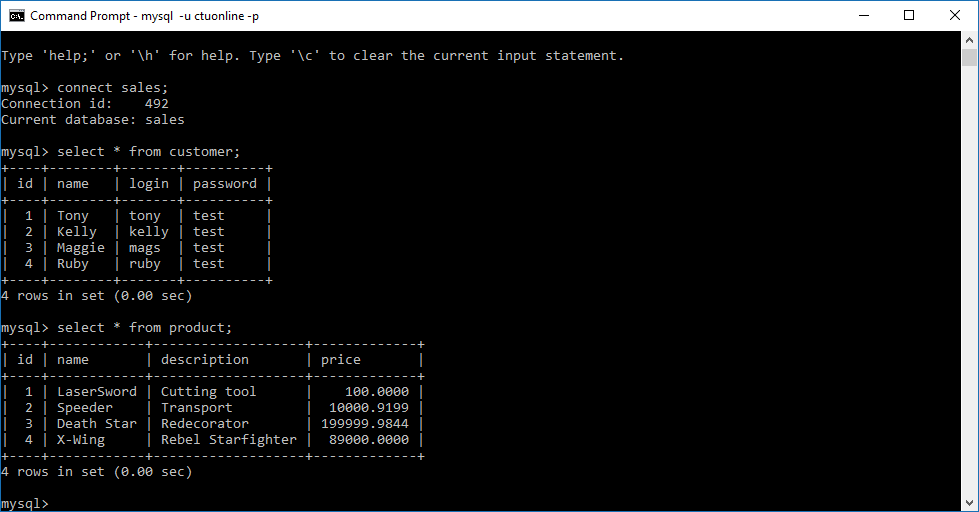 Command Prompt - mysql  -u ctuonline -p
Type 'help;' or '\h' for help. Type '\c' to clear the current input statement.
mysql> connect sales;
Connection id:    492
Current database: sales
mysql> select * from customer;
+----+--------+-------+----------+
| id | name   | login | password |
+----+--------+-------+----------+
|  1 | Tony   | tony  | test     |
|  2 | Kelly  | kelly | test     |
|  3 | Maggie | mags  | test     |
|  4 | Ruby   | ruby  | test     |
+----+--------+-------+----------+
4 rows in set (0.00 sec)
mysql> select * from product;
+----+------------+-------------------+-------------+
| id | name       | description       | price       |
+----+------------+-------------------+-------------+
|  1 | LaserSword | Cutting tool      |    100.0000 |
|  2 | Speeder    | Transport         |  10000.9199 |
|  3 | Death Star | Redecorator       | 199999.9844 |
|  4 | X-Wing     | Rebel Starfighter |  89000.0000 |
+----+------------+-------------------+-------------+
4 rows in set (0.00 sec)
mysql>